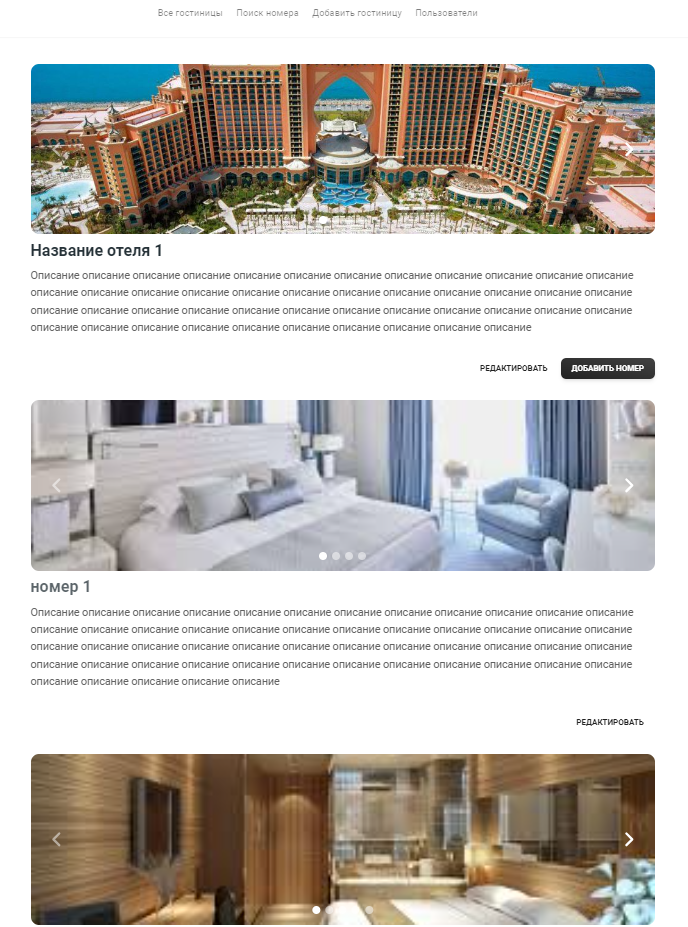 Все гостиницы Поиск номера Добавить гостиницу Пользователи
Название отеля 1
Описание описание описание описание описание описание описание описание описание описание описание описание
описание описание описание описание описание описание описание описание описание описание описание описание
описание описание описание описание описание описание описание описание описание описание описание описание
описание описание описание описание описание описание описание описание описание описание
РЕДАКТИРОВАТЬ ДОБАВИТЬ НОМЕР
номер 1
Описание описание описание описание описание описание описание описание описание описание описание описание
описание описание описание описание описание описание описание описание описание описание описание описание
описание описание описание описание описание описание описание описание описание описание описание описание
описание описание описание описание описание описание описание описание описание описание описание описание
описание описание описание описание описание
РЕДАКТИРОВАТЬ